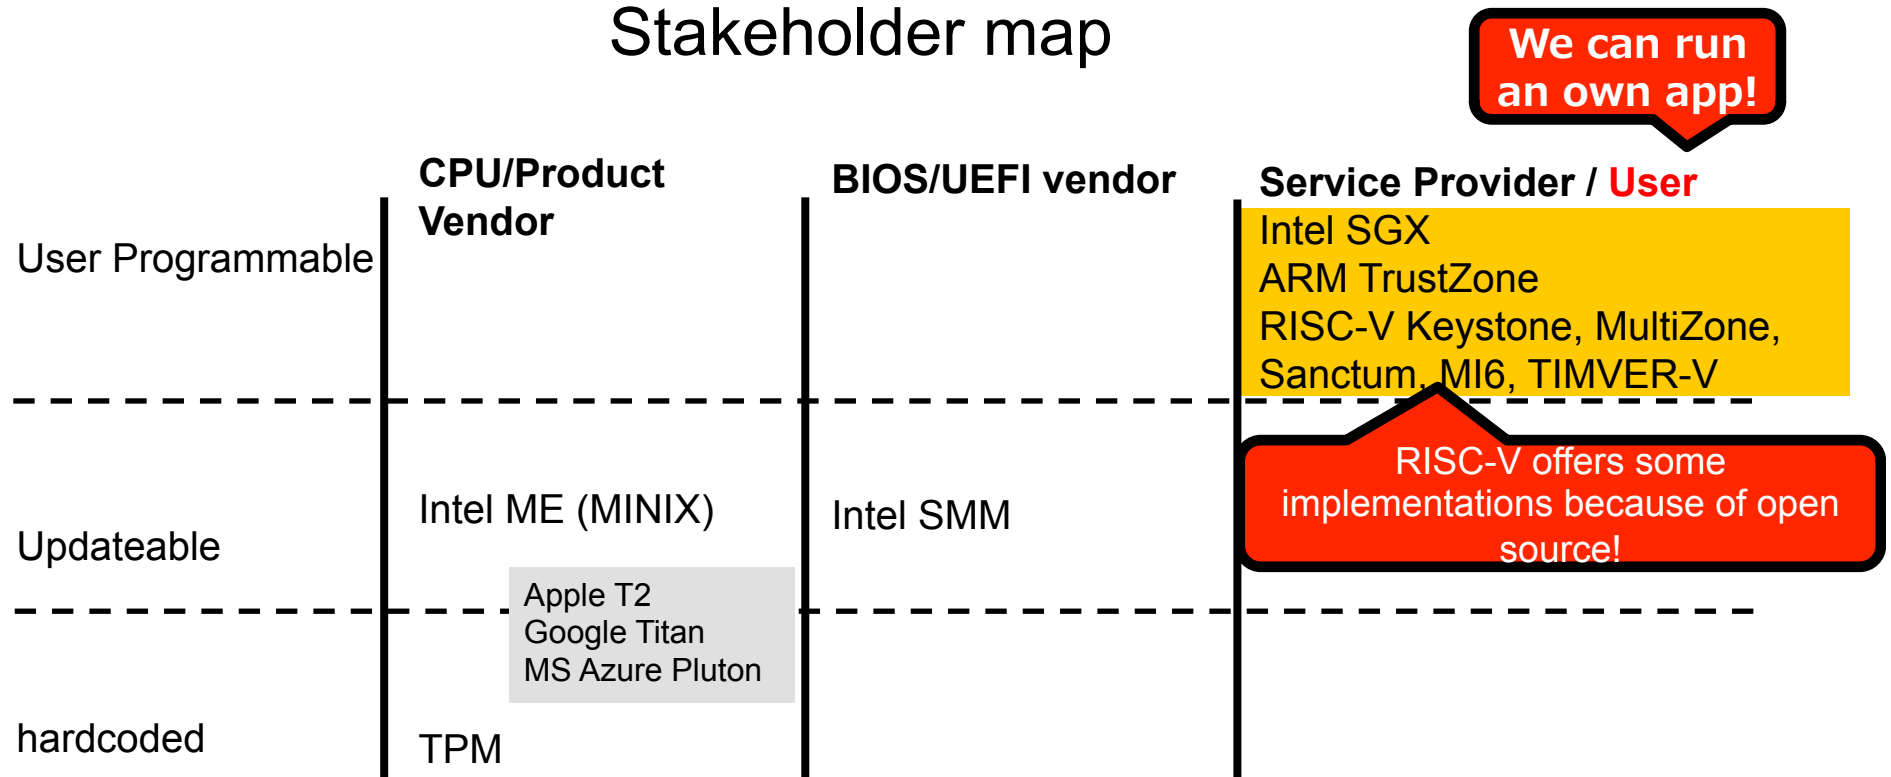 Stakeholder map
We can run
an own app!
CPU/Product
Vendor
BIOS/UEFI vendor
Service Provider / User
User Programmable
Intel SGX
ARM TrustZone
RISC-V Keystone, MultiZone,
Sanctum, MI6, TIMVER-V
RISC-V offers some
implementations because of open
source!
Updateable
Intel ME (MINIX)
Intel SMM
Apple T2
Google Titan
MS Azure Pluton
hardcoded
TPM